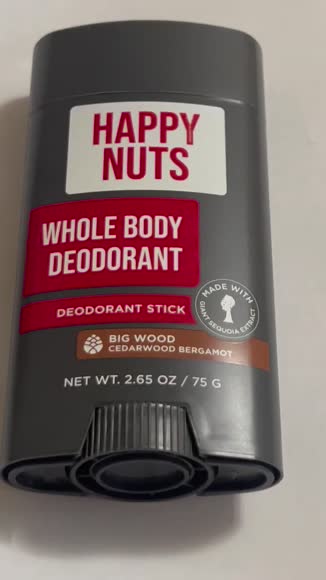 HAPPY
NUTS
WHOLE BODY
DEODORANT
DEODORANT STICK
MADE WITH
GIANT SEQUOIA EXTRACT
BIG WOOD
CEDARWOOD BERGAMOT
NET WT. 2.65 OZ / 75 G